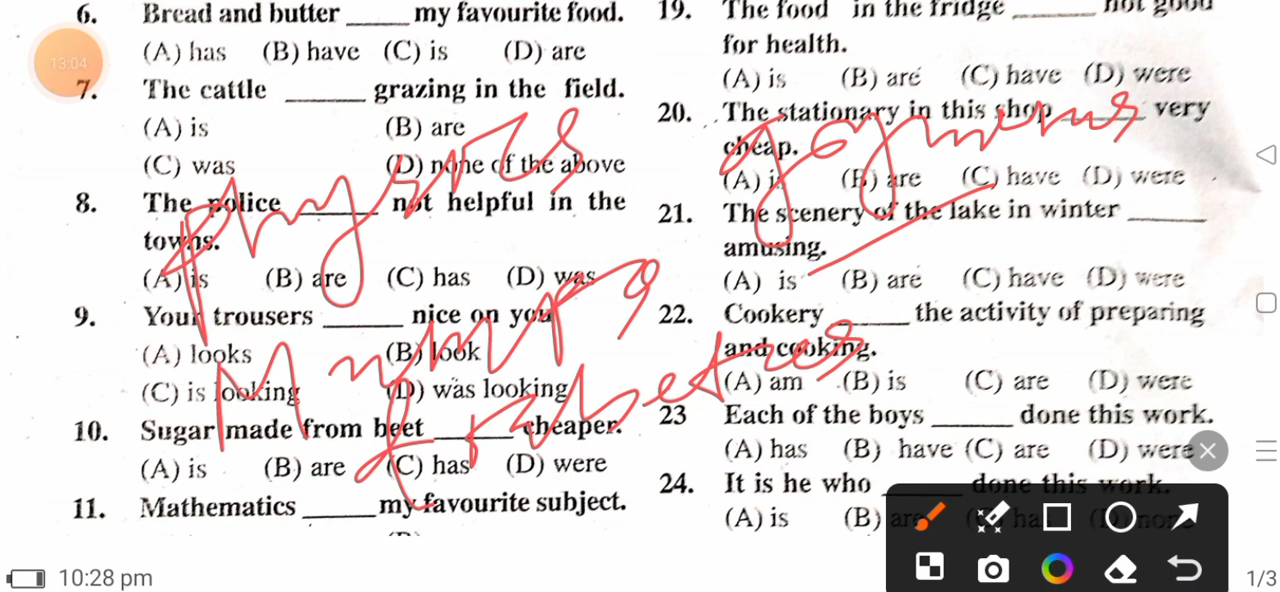 6. Bread and butter _____ my favourite food.
(A) has (B) have (C) is (D) are
13:04
7. The cattle _____ grazing in the field.
(A) is (B) are
(C) was (D) none of the above
8. The police _____ not helpful in the
towns.
(A) is (B) are (C) has (D) was
9. Your trousers _____ nice on you
(A) looks (B) look
(C) is looking (D) was looking
10. Sugar made from beet _____ cheaper.
(A) is (B) are (C) has (D) were
11. Mathematics _____ my favourite subject.
19. The food in the fridge _____ not good
for health.
(A) is (B) are (C) have (D) were
20. The stationary in this shop _____ very
cheap.
(A) is (B) are (C) have (D) were
21. The scenery of the lake in winter _____
amusing.
(A) is (B) are (C) have (D) were
22. Cookery _____ the activity of preparing
and cooking.
(A) am (B) is (C) are (D) were
23 Each of the boys _____ done this work.
(A) has (B) have (C) are (D) were
24. It is he who _____ done this work.
(A) is (B) are
Physics
Mumps
10:28 pm
1/3